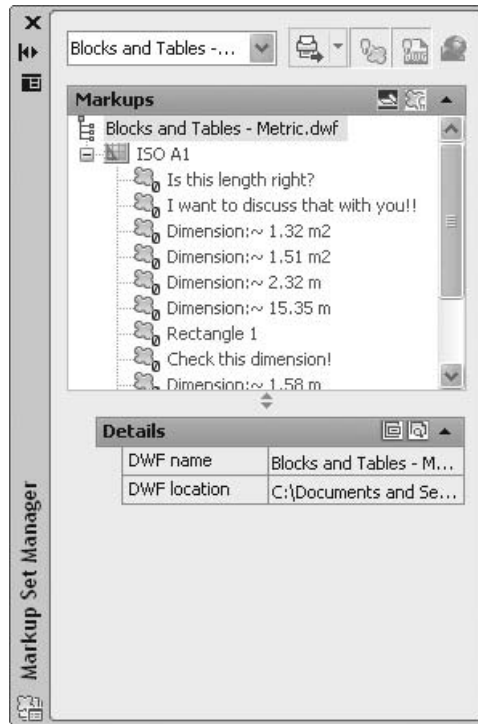 Blocks and Tables -...
Markups
Blocks and Tables - Metric.dwf
ISO A1
Is this length right?
I want to discuss that with you!!
Dimension:~ 1.32 m2
Dimension:~ 1.51 m2
Dimension:~ 2.32 m
Dimension:~ 15.35 m
Rectangle 1
Check this dimension!
Dimension:~ 1.58 m
Details
DWF name Blocks and Tables - M...
DWF location C:\Documents and Se...
Markup Set Manager